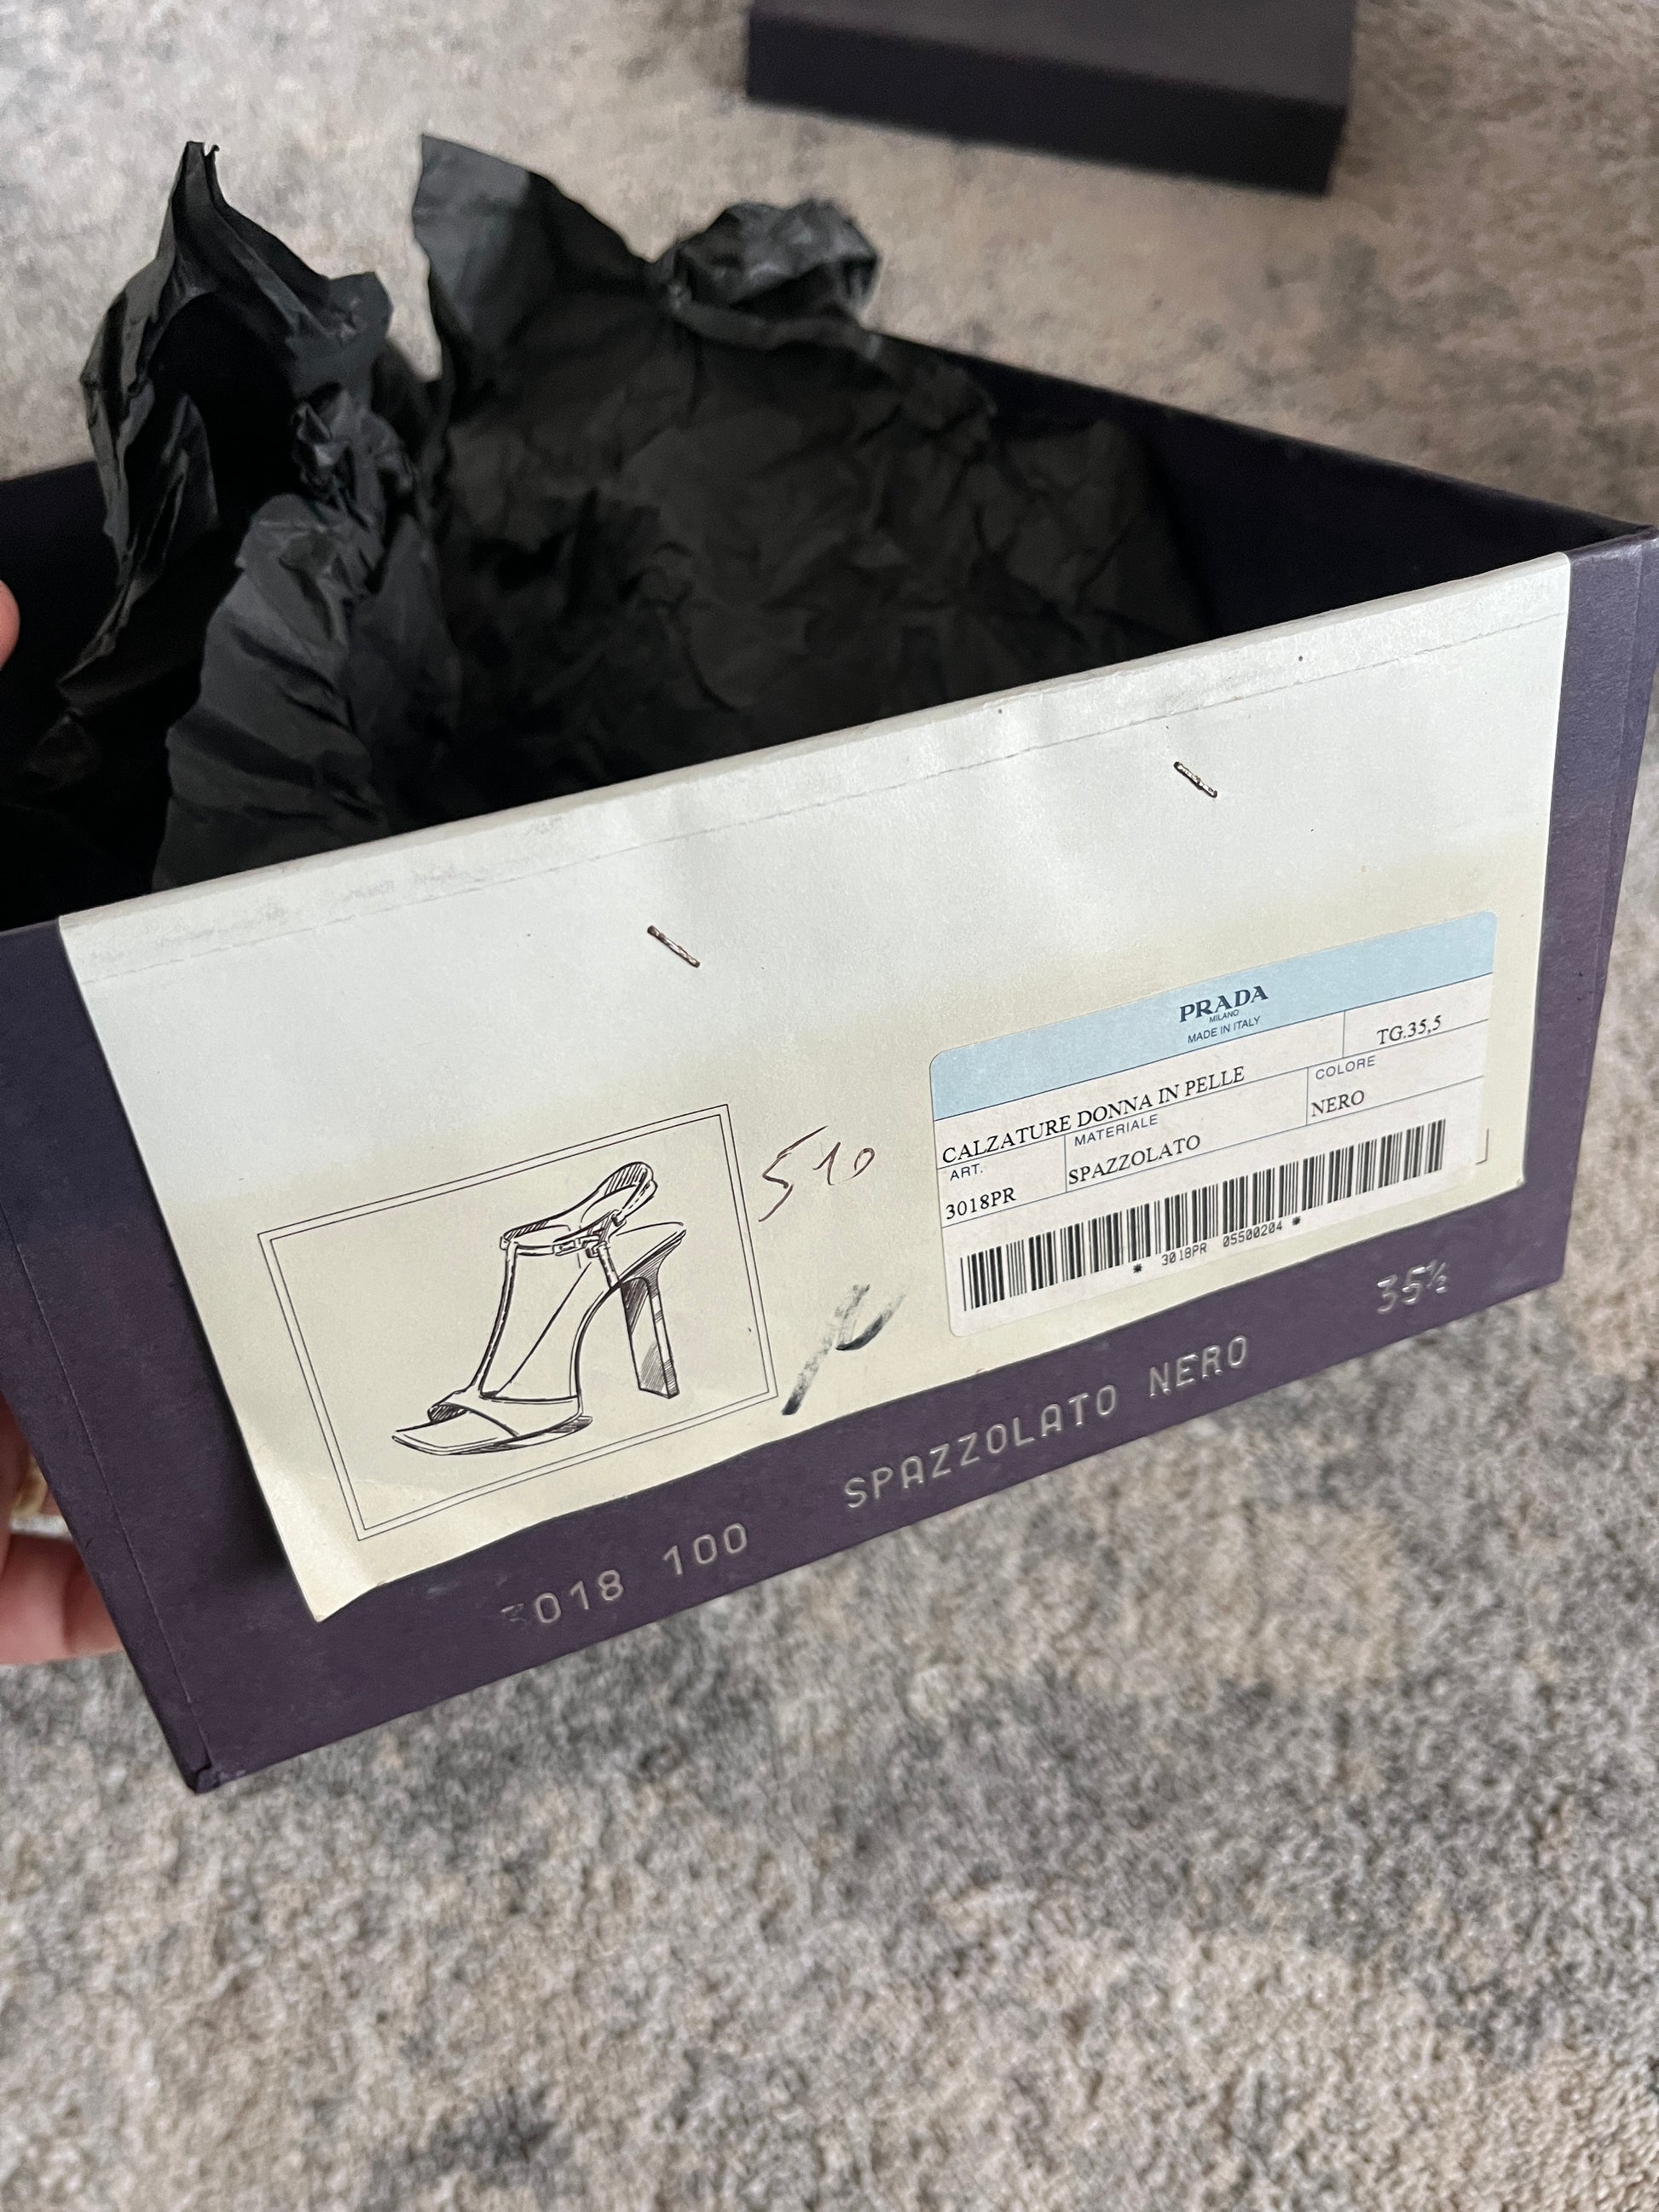 510
PRADA
MILANO
MADE IN ITALY
TG.35,5
CALZATURE DONNA IN PELLE
ART.
MATERIALE
COLORE
3018PR
SPAZZOLATO
NERO
* 3018PR 05500204 *
3018 100 SPAZZOLATO NERO 35½